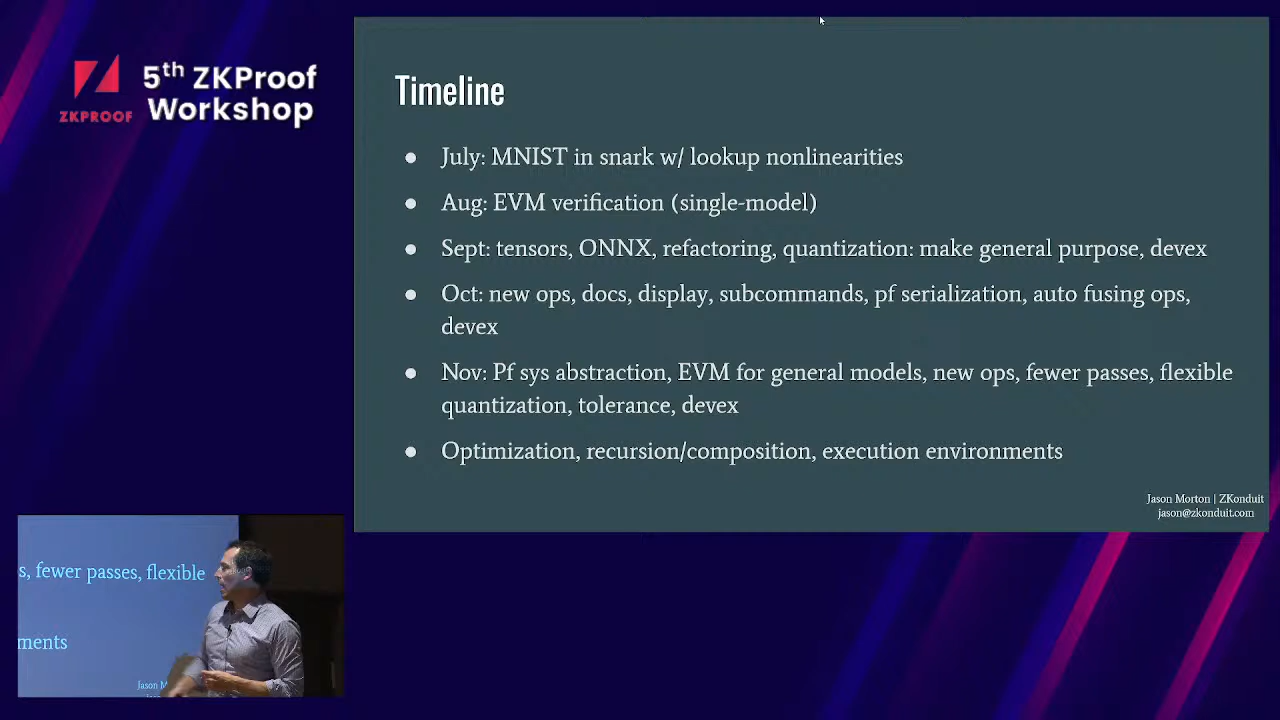 ZKPROOF
5th ZKProof
Workshop
Timeline
● July: MNIST in snark w/ lookup nonlinearities
● Aug: EVM verification (single-model)
● Sept: tensors, ONNX, refactoring, quantization: make general purpose, devex
● Oct: new ops, docs, display, subcommands, pf serialization, auto fusing ops,
devex
● Nov: Pf sys abstraction, EVM for general models, new ops, fewer passes, flexible
quantization, tolerance, devex
● Optimization, recursion/composition, execution environments
Jason Morton | ZKonduit
jason@zkonduit.com
s, fewer passes, flexible
ments
Jason M